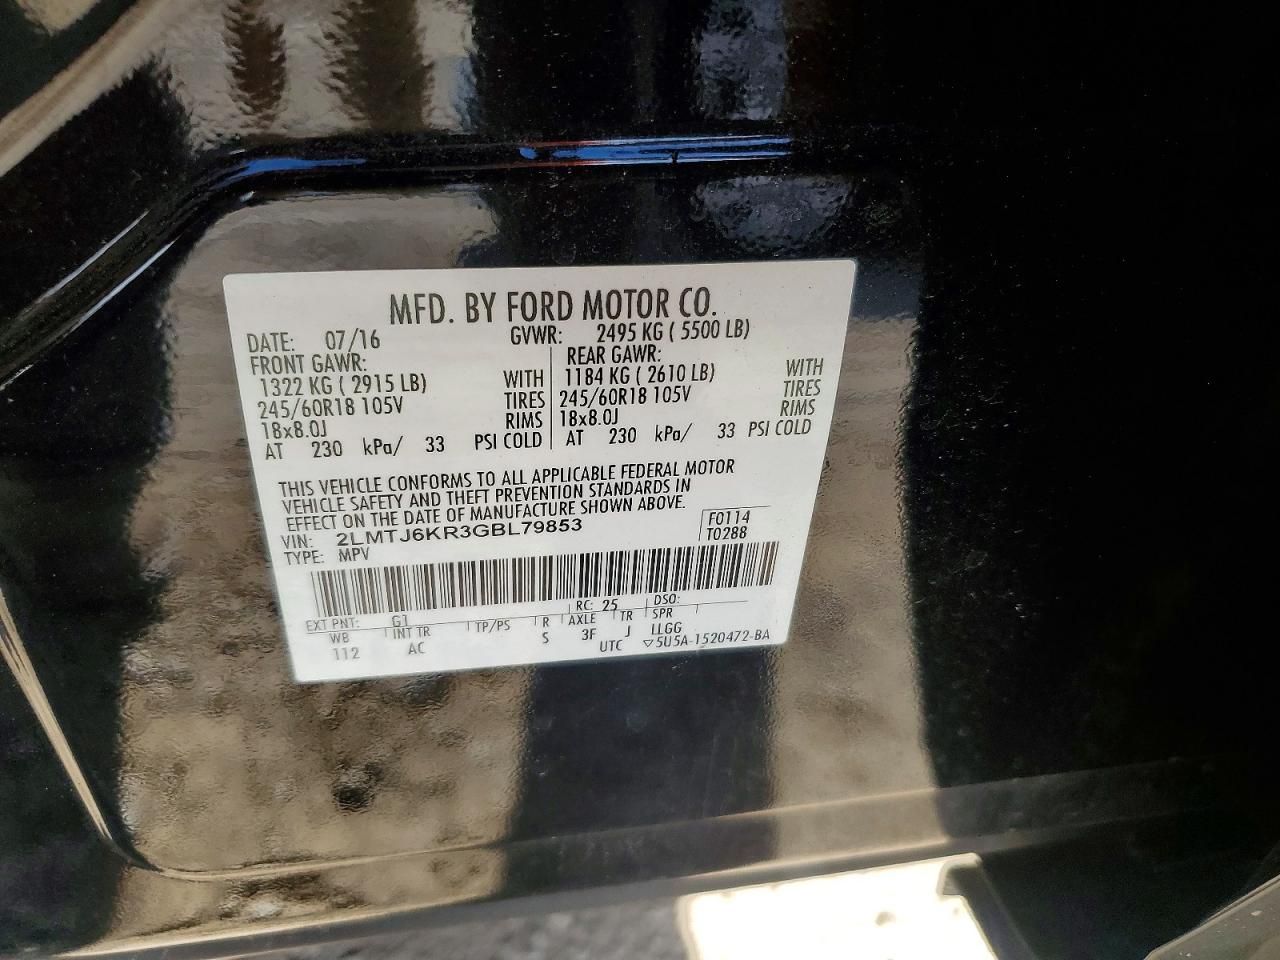 MFD. BY FORD MOTOR CO.
DATE: 07/16 GVWR: 2495 KG ( 5500 LB)
FRONT GAWR: REAR GAWR:
1322 KG ( 2915 LB) WITH 1184 KG ( 2610 LB) WITH
245/60R18 105V TIRES 245/60R18 105V TIRES
18x8.0J RIMS 18x8.0J RIMS
AT 230 kPa/ 33 PSI COLD AT 230 kPa/ 33 PSI COLD
THIS VEHICLE CONFORMS TO ALL APPLICABLE FEDERAL MOTOR
VEHICLE SAFETY AND THEFT PREVENTION STANDARDS IN
EFFECT ON THE DATE OF MANUFACTURE SHOWN ABOVE.
VIN: 2LMTJ6KR3GBL79853 F0114
TYPE: MPV T0288
EXT PNT: G1 RC: 25 DSO:
WB INT TR TP/PS R AXLE TR SPR
112 AC S 3F J LLGG
UTC ▽5U5A-1520472-BA